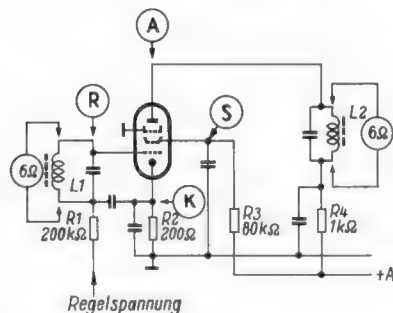 A
R
S
L2
6Ω
6Ω
L1
K
R1
200kΩ
R2
200Ω
R3
80kΩ
R4
1kΩ
+A
Regelspannung